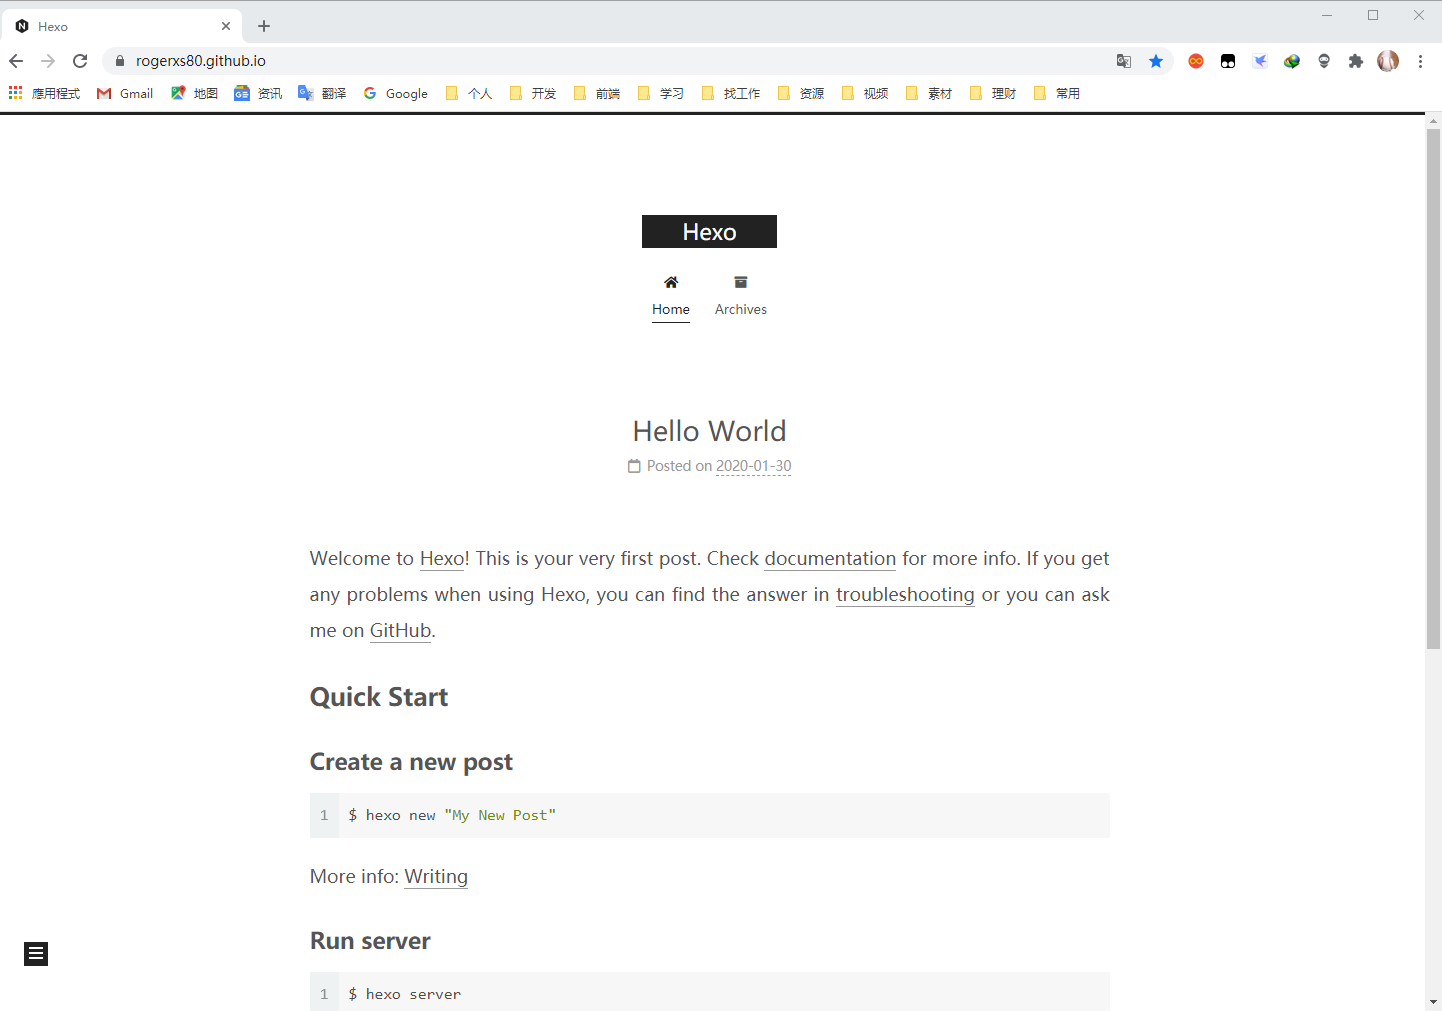 Hexo
rogerxs80.github.io
應用程式 Gmail 地图 资讯 翻译 Google 个人 开发 前端 学习 找工作 资源 视频 素材 理财 常用
Hexo
Home Archives
Hello World
Posted on 2020-01-30
Welcome to Hexo! This is your very first post. Check documentation for more info. If you get
any problems when using Hexo, you can find the answer in troubleshooting or you can ask
me on GitHub.
Quick Start
Create a new post
1 $ hexo new "My New Post"
More info: Writing
Run server
1 $ hexo server